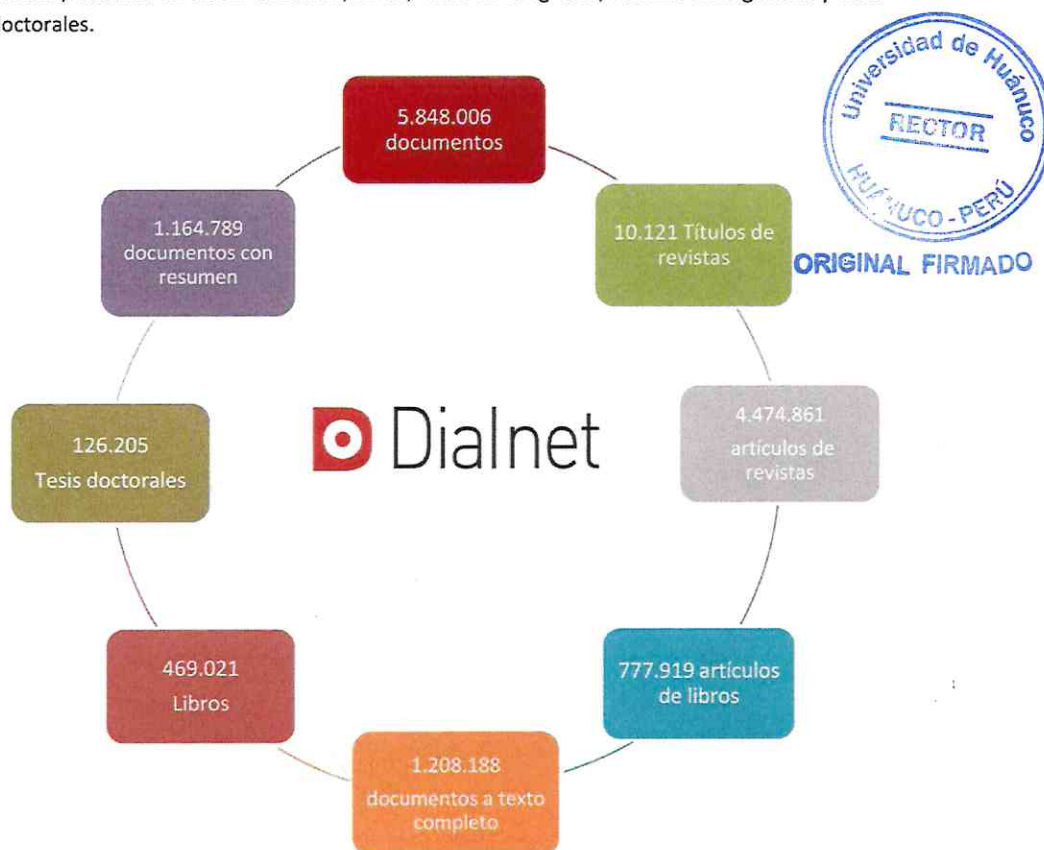 doctorales.
5.848.006
documentos
10.121 Títulos de
revistas
4.474.861
artículos de
revistas
777.919 artículos
de libros
1.208.188
documentos a texto
completo
469.021
Libros
126.205
Tesis doctorales
1.164.789
documentos con
resumen
Dialnet
Universidad de Huánuco
RECTOR
HUÁNUCO - PERÚ
ORIGINAL FIRMADO